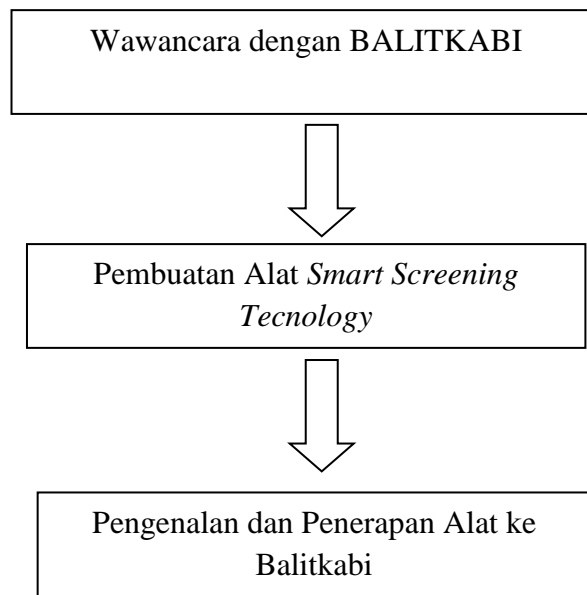 Wawancara dengan BALITKABI
Pembuatan Alat Smart Screening
Tecnology
Pengenalan dan Penerapan Alat ke
Balitkabi